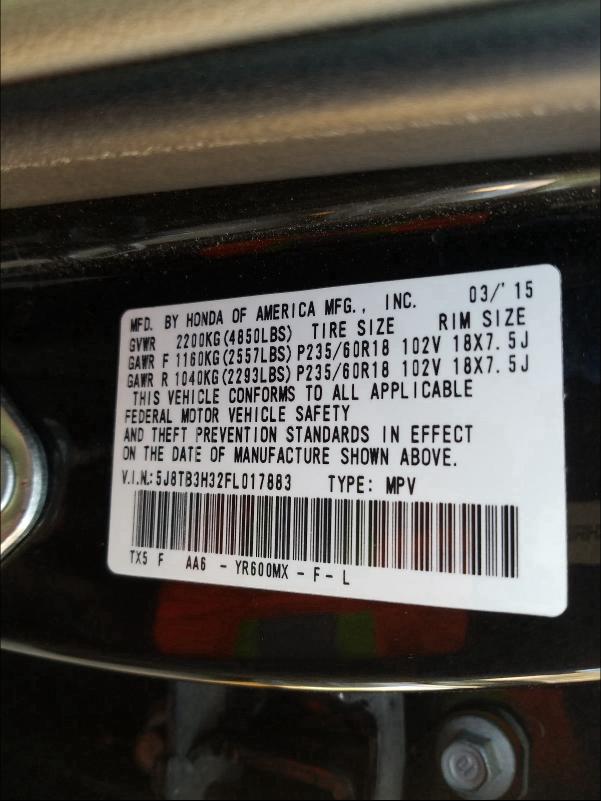 MFD. BY HONDA OF AMERICA MFG., INC. 03/'15
GVWR 2200KG(4850LBS) TIRE SIZE RIM SIZE
GAWR F 1160KG(2557LBS) P235/60R18 102V 18X7.5J
GAWR R 1040KG(2293LBS) P235/60R18 102V 18X7.5J
THIS VEHICLE CONFORMS TO ALL APPLICABLE
FEDERAL MOTOR VEHICLE SAFETY
AND THEFT PREVENTION STANDARDS IN EFFECT
ON THE DATE OF MANUFACTURE SHOWN ABOVE.
V.I.N.:5J8TB3H32FL017883 TYPE: MPV
TX5 F AA6 - YR600MX - F - L